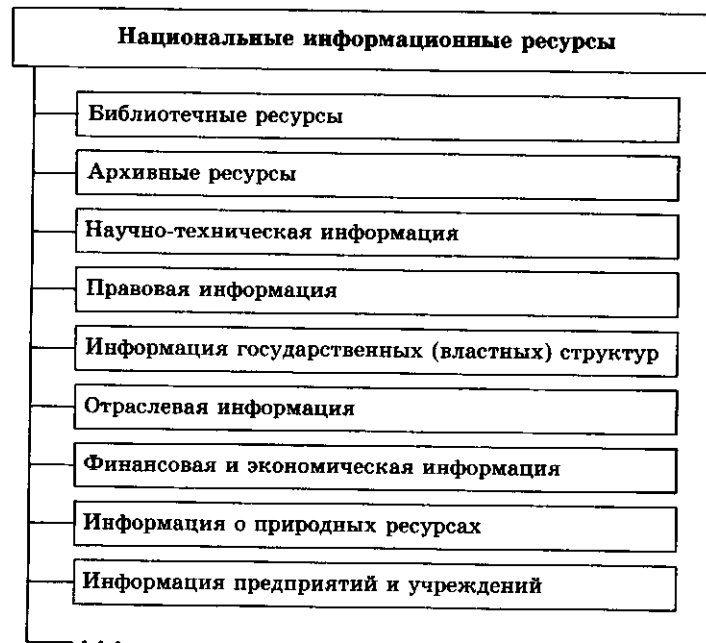 Национальные информационные ресурсы
Библиотечные ресурсы
Архивные ресурсы
Научно-техническая информация
Правовая информация
Информация государственных (властных) структур
Отраслевая информация
Финансовая и экономическая информация
Информация о природных ресурсах
Информация предприятий и учреждений
...